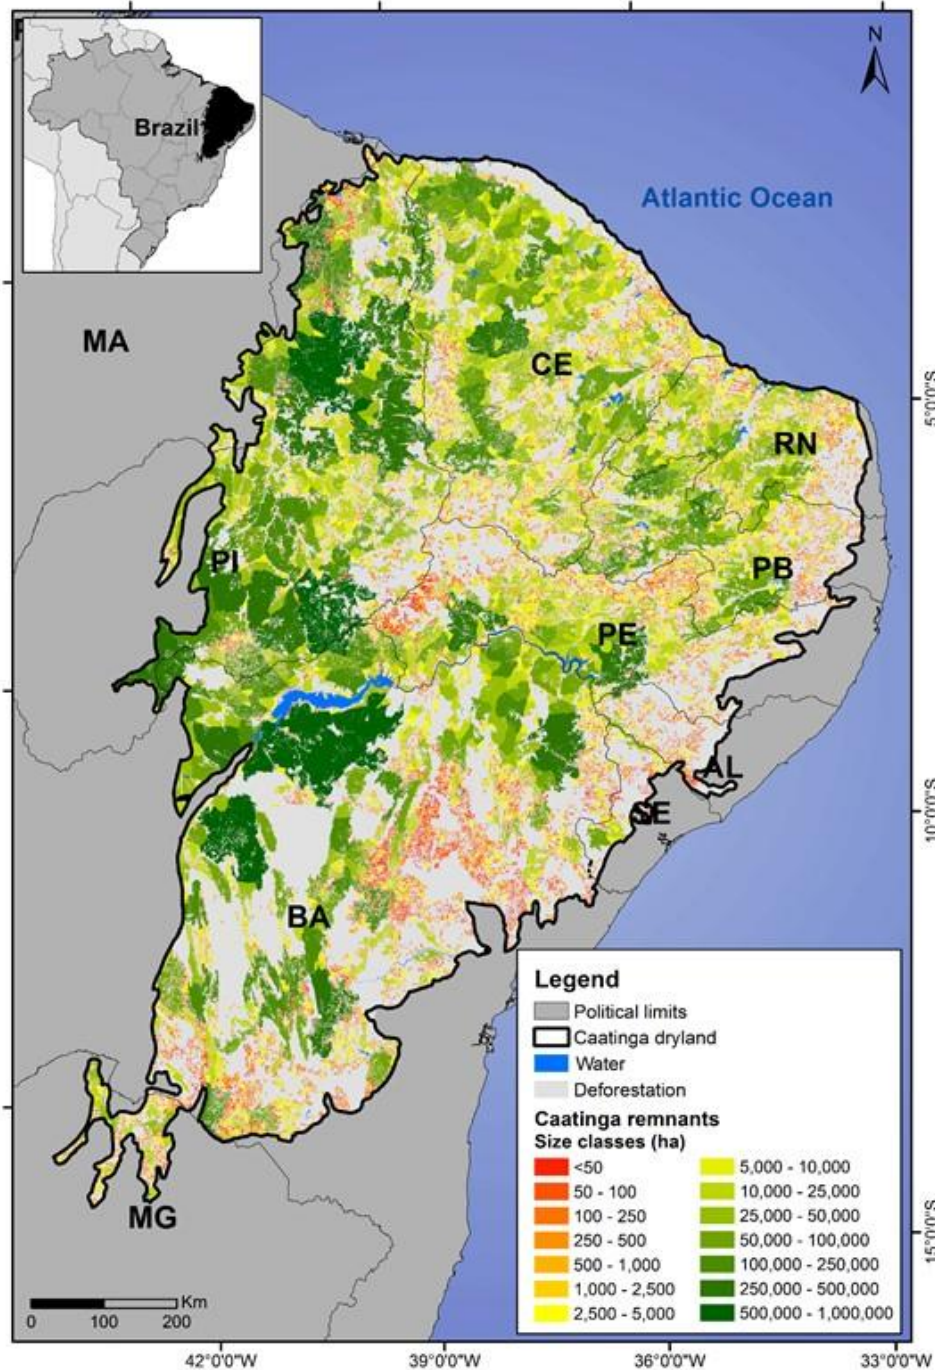 N
Brazil
Atlantic Ocean
MA
CE
RN
PI
PB
PE
AL
SE
BA
MG
5°0'0"S
10°0'0"S
15°0'0"S
Legend
Political limits
Caatinga dryland
Water
Deforestation
Caatinga remnants
Size classes (ha)
<50
50 - 100
100 - 250
250 - 500
500 - 1,000
1,000 - 2,500
2,500 - 5,000
5,000 - 10,000
10,000 - 25,000
25,000 - 50,000
50,000 - 100,000
100,000 - 250,000
250,000 - 500,000
500,000 - 1,000,000
Km
0 100 200
42°0'0"W 39°0'0"W 36°0'0"W 33°0'0"W